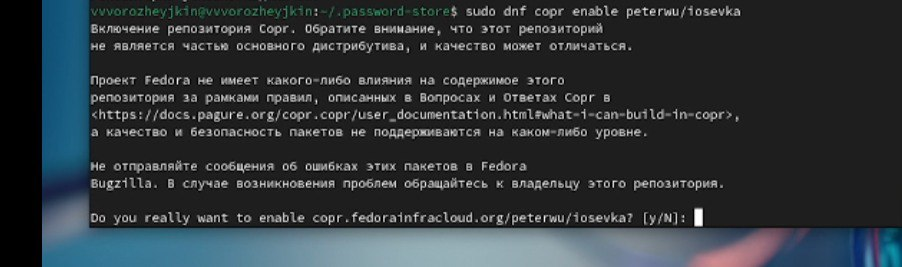 vvvorozheyjkin@vvvorozheyjkin:~/.password-store$ sudo dnf copr enable peterwu/iosevka
Включение репозитория Copr. Обратите внимание, что этот репозиторий
не является частью основного дистрибутива, и качество может отличаться.
Проект Fedora не имеет какого-либо влияния на содержимое этого
репозитория за рамками правил, описанных в Вопросах и Ответах Copr в
<https://docs.pagure.org/copr.copr/user_documentation.html#what-i-can-build-in-copr>,
а качество и безопасность пакетов не поддерживаются на каком-либо уровне.
Не отправляйте сообщения об ошибках этих пакетов в Fedora
Bugzilla. В случае возникновения проблем обращайтесь к владельцу этого репозитория.
Do you really want to enable copr.fedorainfracloud.org/peterwu/iosevka? [y/N]: